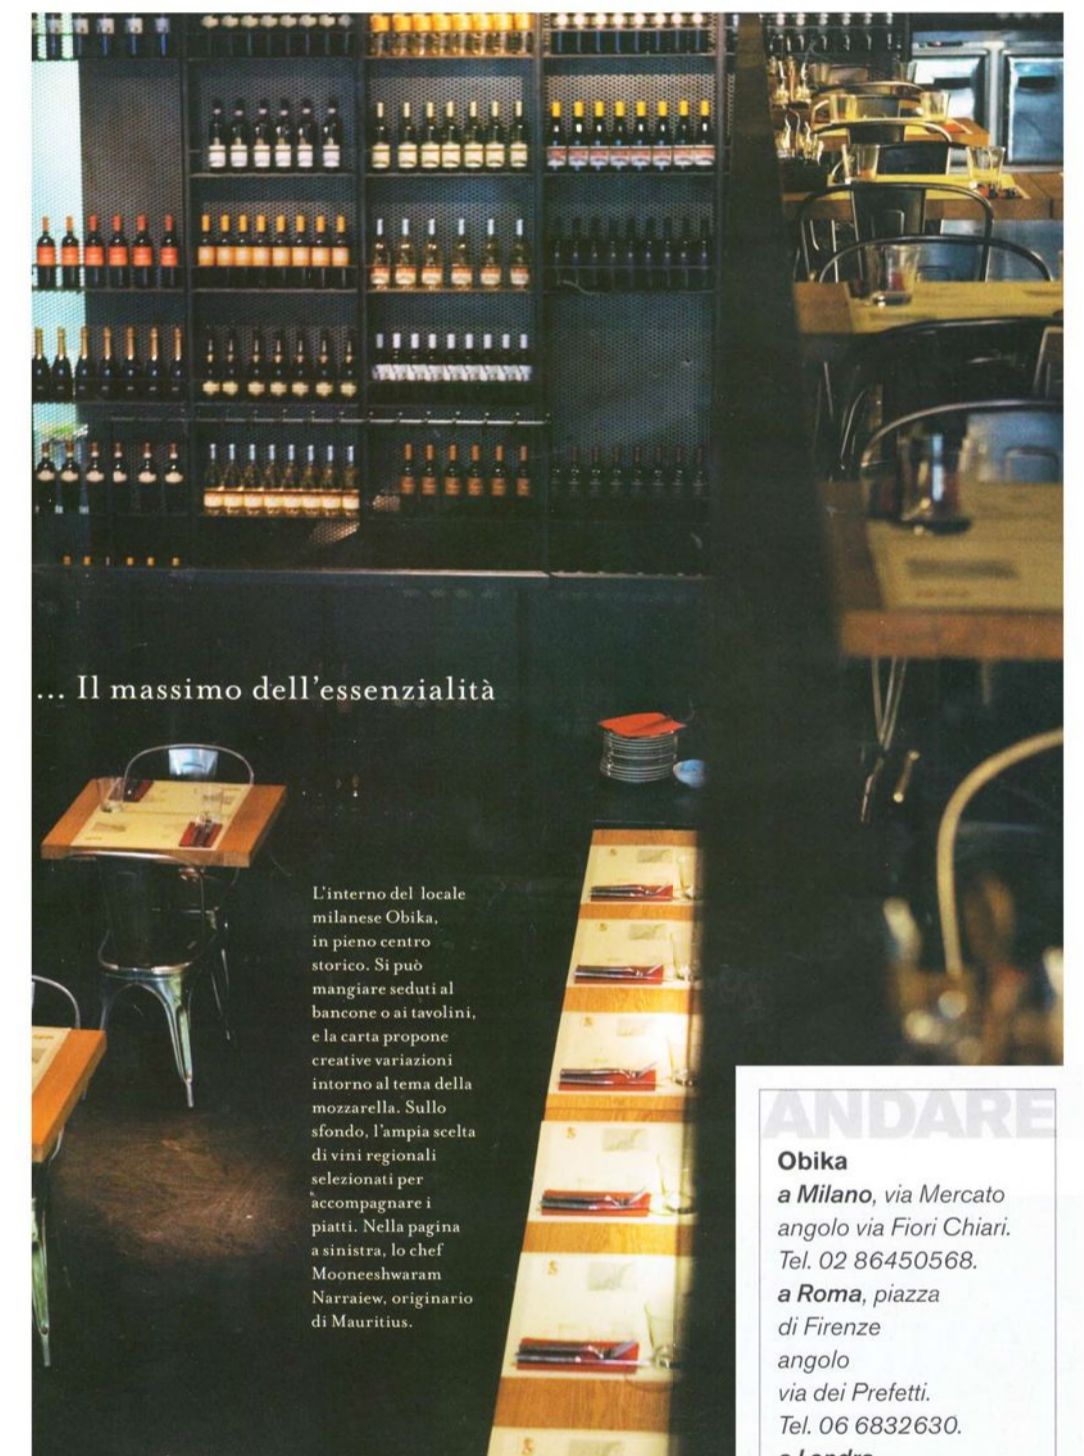 ... Il massimo dell'essenzialità
L'interno del locale
milanese Obika,
in pieno centro
storico. Si può
mangiare seduti al
bancone o ai tavolini,
e la carta propone
creative variazioni
intorno al tema della
mozzarella. Sullo
sfondo, l'ampia scelta
di vini regionali
selezionati per
accompagnare i
piatti. Nella pagina
a sinistra, lo chef
Mooneeshwaram
Narraiew, originario
di Mauritius.
ANDARE
Obika
a Milano, via Mercato
angolo via Fiori Chiari.
Tel. 02 86450568.
a Roma, piazza
di Firenze
angolo
via dei Prefetti.
Tel. 06 6832630.